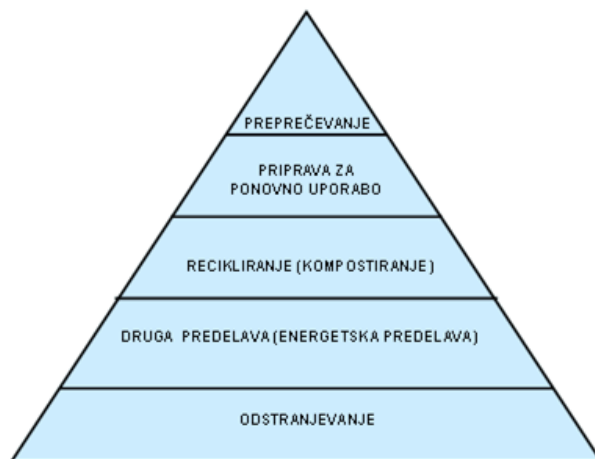 PREPREČEVANJE
PRIPRAVA ZA
PONOVNO UPORABO
RECIKLIRANJE (KOMPOSTIRANJE)
DRUGA PREDELAVA (ENERGETSKA PREDELAVA)
ODSTRANJEVANJE